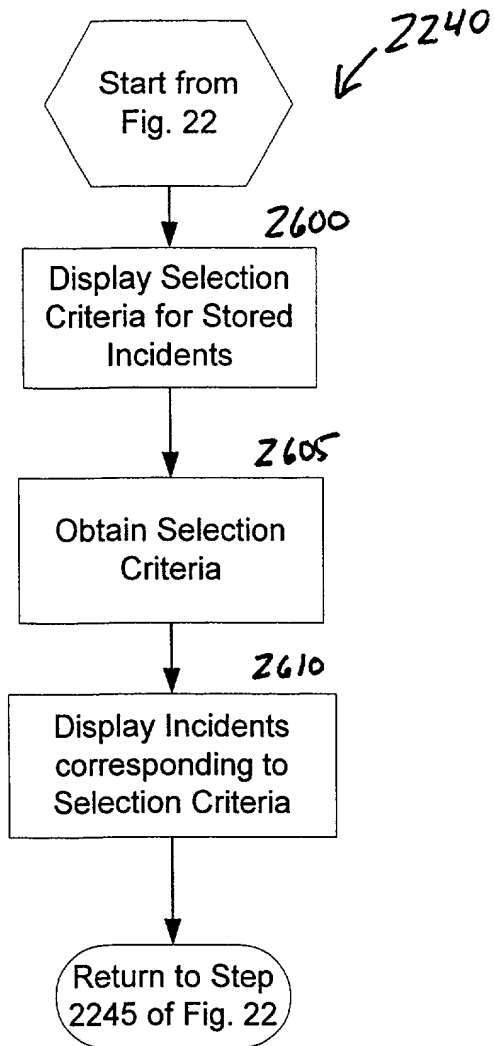 2240
Start from
Fig. 22
2600
Display Selection
Criteria for Stored
Incidents
2605
Obtain Selection
Criteria
2610
Display Incidents
corresponding to
Selection Criteria
Return to Step
2245 of Fig. 22